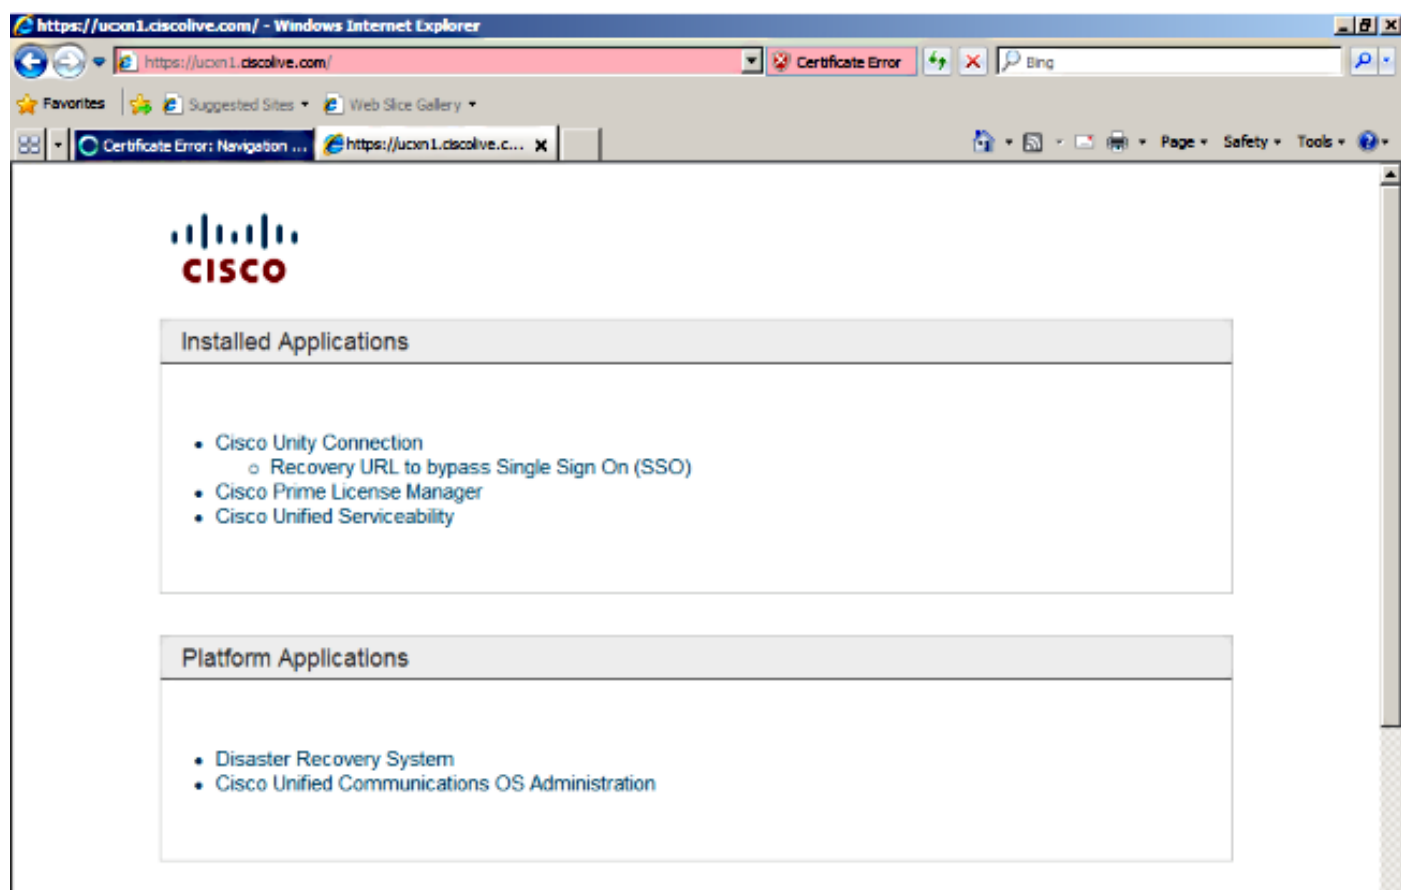 https://ucxn1.ciscolive.com/ - Windows Internet Explorer
https://ucxn1.ciscolive.com/ Certificate Error Bing
Favorites Suggested Sites Web Slice Gallery
Certificate Error: Navigation ... https://ucxn1.ciscolive.c... Page Safety Tools
CISCO
Installed Applications
Cisco Unity Connection
Recovery URL to bypass Single Sign On (SSO)
Cisco Prime License Manager
Cisco Unified Serviceability
Platform Applications
Disaster Recovery System
Cisco Unified Communications OS Administration